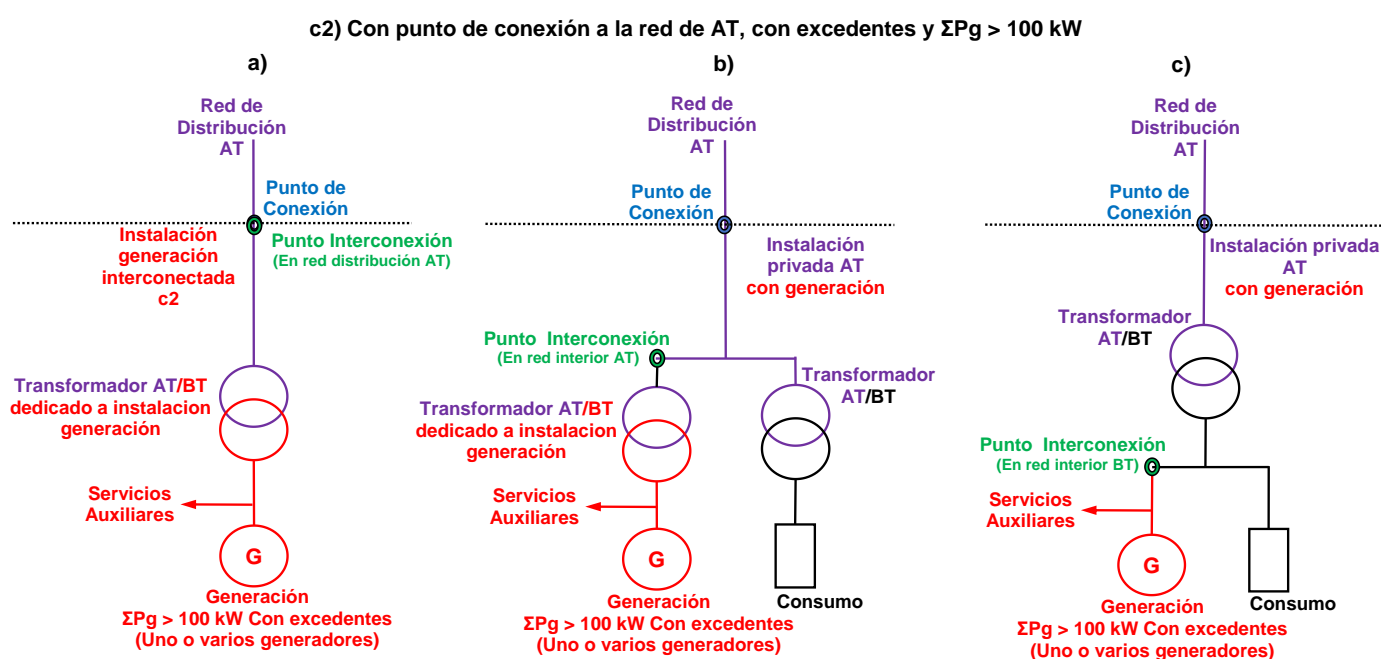 c2) Con punto de conexión a la red de AT, con excedentes y ΣPg > 100 kW
a)
Red de
Distribución
AT
Punto de
Conexión
Instalación
generación
interconectada
c2
Punto Interconexión
(En red distribución AT)
Transformador AT/BT
dedicado a instalacion
generación
Servicios
Auxiliares
G
Generación
ΣPg > 100 kW Con excedentes
(Uno o varios generadores)
b)
Red de
Distribución
AT
Punto de
Conexión
Instalación
privada AT
con generación
Punto Interconexión
(En red interior AT)
Transformador
AT/BT
Transformador AT/BT
dedicado a instalacion
generación
Servicios
Auxiliares
G
Generación
ΣPg > 100 kW Con excedentes
(Uno o varios generadores)
Consumo
c)
Red de
Distribución
AT
Punto de
Conexión
Instalación privada
AT
con generación
Transformador
AT/BT
Punto Interconexión
(En red interior BT)
Servicios
Auxiliares
G
Generación
ΣPg > 100 kW Con excedentes
(Uno o varios generadores)
Consumo